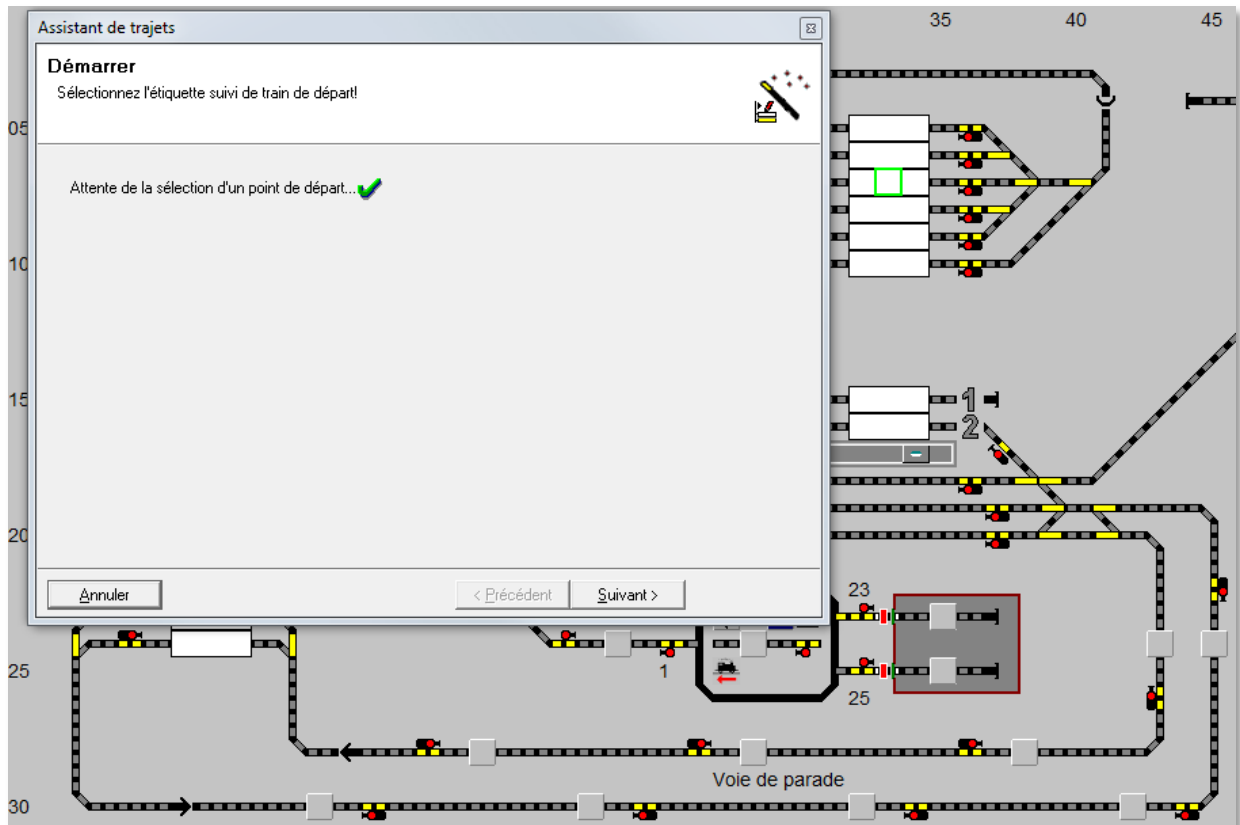 35 40 45
Assistant de trajets
Démarrer
Sélectionnez l'étiquette suivi de train de départ!
05
Attente de la sélection d'un point de départ...
10
15
1
2
20
Annuler
< Précédent
Suivant >
23
25
1
25
Voie de parade
30